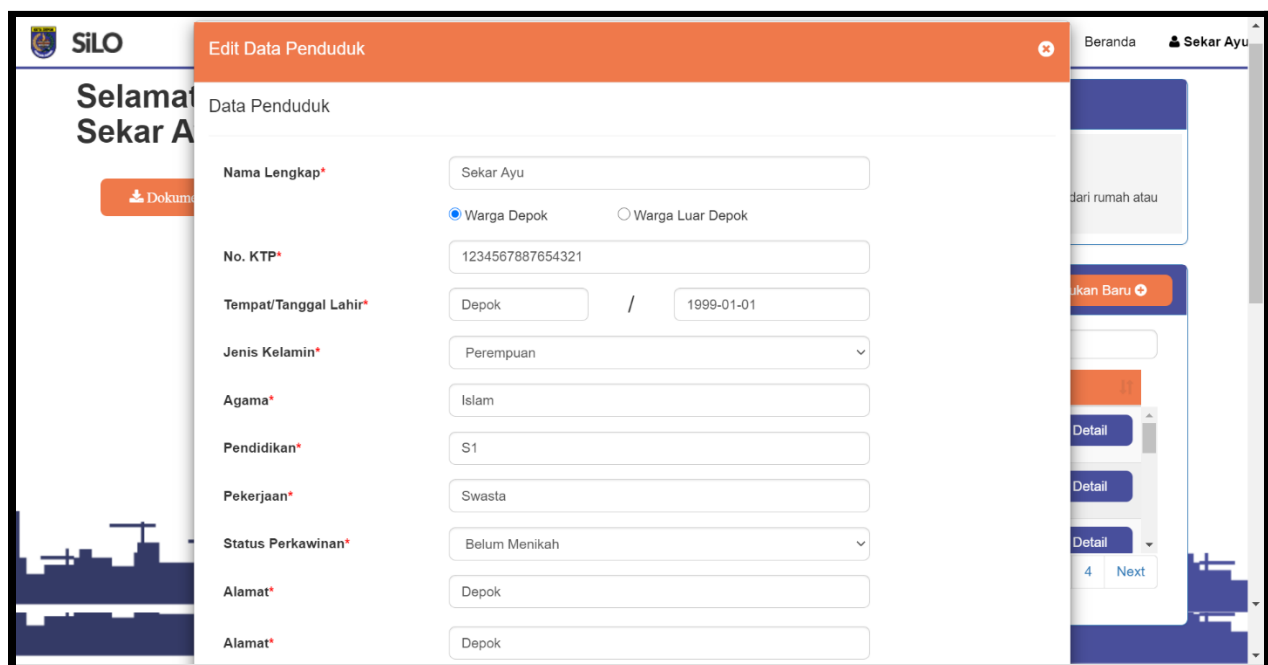 SiLO
Edit Data Penduduk
Beranda
Sekar Ayu
Selamat
Sekar A
Data Penduduk
Nama Lengkap*
Sekar Ayu
Dokume
dari rumah atau
Warga Depok
Warga Luar Depok
No. KTP*
1234567887654321
ukan Baru
Tempat/Tanggal Lahir*
Depok
/
1999-01-01
Jenis Kelamin*
Perempuan
Agama*
Islam
Detail
Pendidikan*
S1
Detail
Pekerjaan*
Swasta
Status Perkawinan*
Belum Menikah
Detail
4
Next
Alamat*
Depok
Alamat*
Depok